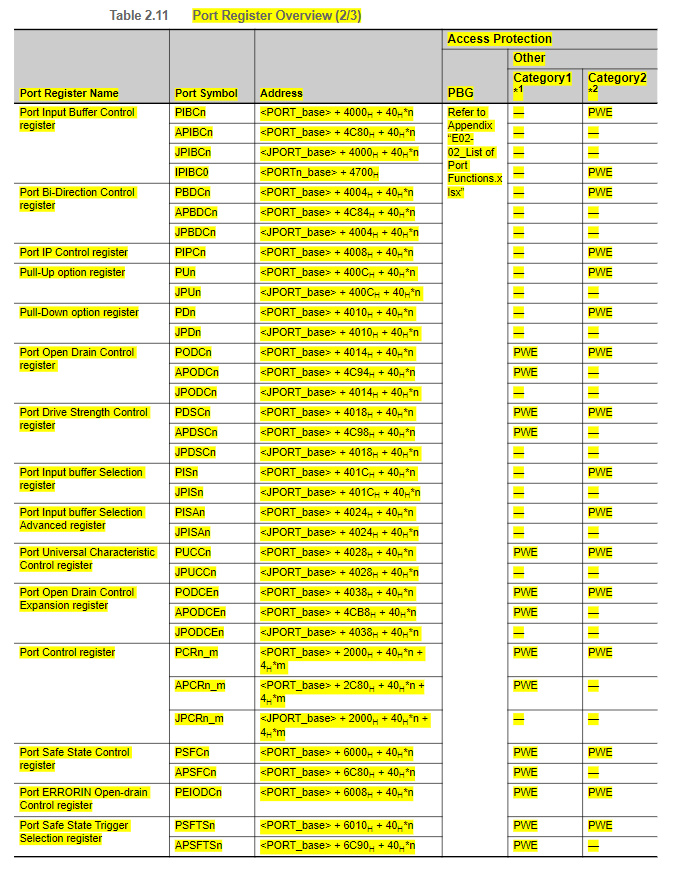 Table 2.11 Port Register Overview (2/3)
Access Protection
Other
Port Register Name Port Symbol Address PBG Category1 *1 Category2 *2
Port Input Buffer Control register PIBCn <PORT_base> + 4000H + 40H*n Refer to Appendix “E02-02_List of Port Functions.xlsx” — PWE
APIBCn <PORT_base> + 4C80H + 40H*n — —
JPIBCn <JPORT_base> + 4000H + 40H*n — —
IPIBC0 <PORTn_base> + 4700H — PWE
Port Bi-Direction Control register PBDCn <PORT_base> + 4004H + 40H*n — PWE
APBDCn <PORT_base> + 4C84H + 40H*n — —
JPBDCn <JPORT_base> + 4004H + 40H*n — —
Port IP Control register PIPCn <PORT_base> + 4008H + 40H*n — PWE
Pull-Up option register PUn <PORT_base> + 400CH + 40H*n — PWE
JPUn <JPORT_base> + 400CH + 40H*n — —
Pull-Down option register PDn <PORT_base> + 4010H + 40H*n — PWE
JPDn <JPORT_base> + 4010H + 40H*n — —
Port Open Drain Control register PODCn <PORT_base> + 4014H + 40H*n PWE PWE
APODCn <PORT_base> + 4C94H + 40H*n PWE —
JPODCn <JPORT_base> + 4014H + 40H*n — —
Port Drive Strength Control register PDSCn <PORT_base> + 4018H + 40H*n PWE PWE
APDSCn <PORT_base> + 4C98H + 40H*n PWE —
JPDSCn <JPORT_base> + 4018H + 40H*n — —
Port Input buffer Selection register PISn <PORT_base> + 401CH + 40H*n — PWE
JPISn <JPORT_base> + 401CH + 40H*n — —
Port Input buffer Selection Advanced register PISAn <PORT_base> + 4024H + 40H*n — PWE
JPISAn <JPORT_base> + 4024H + 40H*n — —
Port Universal Characteristic Control register PUCCn <PORT_base> + 4028H + 40H*n PWE PWE
JPUCCn <JPORT_base> + 4028H + 40H*n — —
Port Open Drain Control Expansion register PODCEn <PORT_base> + 4038H + 40H*n PWE PWE
APODCEn <PORT_base> + 4CB8H + 40H*n PWE —
JPODCEn <JPORT_base> + 4038H + 40H*n — —
Port Control register PCRn_m <PORT_base> + 2000H + 40H*n + 4H*m PWE PWE
APCRn_m <PORT_base> + 2C80H + 40H*n + 4H*m PWE —
JPCRn_m <JPORT_base> + 2000H + 40H*n + 4H*m — —
Port Safe State Control register PSFCn <PORT_base> + 6000H + 40H*n PWE PWE
APSFCn <PORT_base> + 6C80H + 40H*n PWE —
Port ERRORIN Open-drain Control register PEIODCn <PORT_base> + 6008H + 40H*n PWE PWE
Port Safe State Trigger Selection register PSFTSn <PORT_base> + 6010H + 40H*n PWE PWE
APSFTSn <PORT_base> + 6C90H + 40H*n PWE —